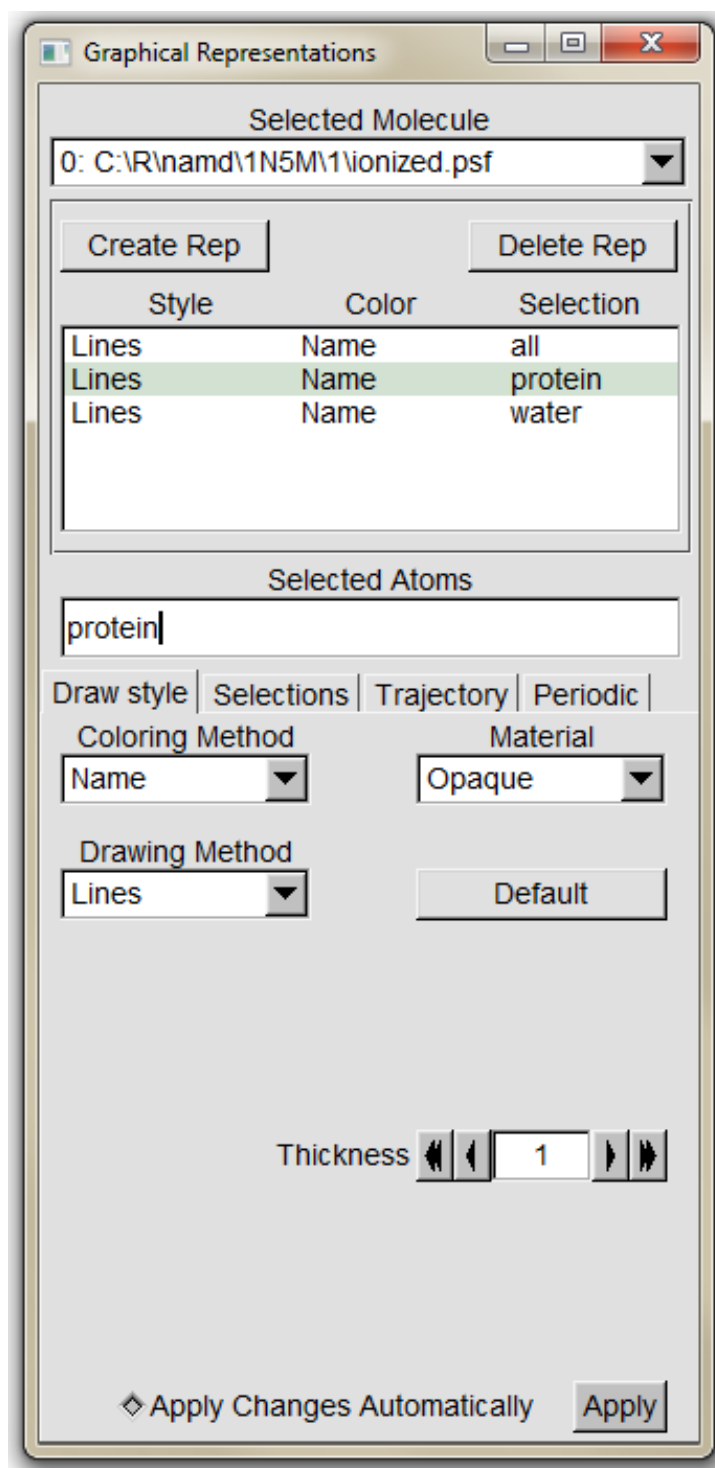 Graphical Representations
Selected Molecule
0: C:\R\namd\1N5M\1\ionized.psf
Create Rep Delete Rep
Style Color Selection
Lines Name all
Lines Name protein
Lines Name water
Selected Atoms
protein
Draw style Selections Trajectory Periodic
Coloring Method Material
Name Opaque
Drawing Method
Lines Default
Thickness 1
Apply Changes Automatically Apply